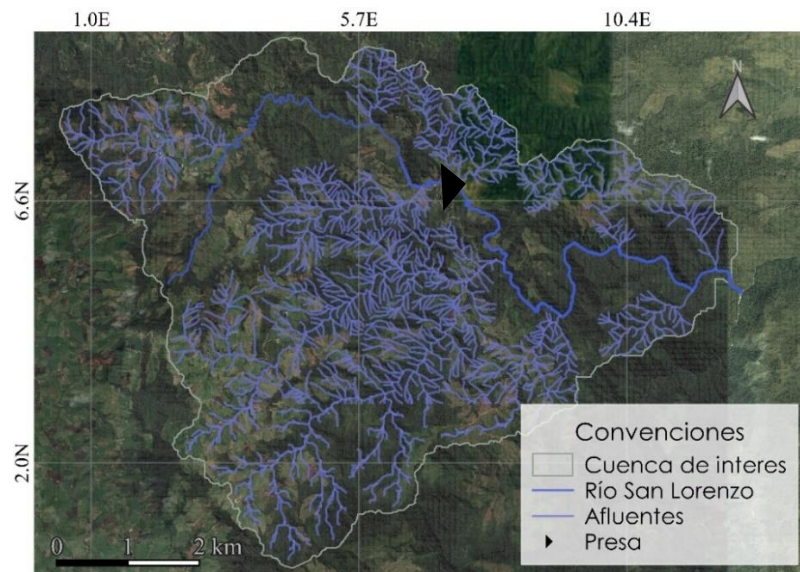 1.0E 5.7E 10.4E
N
6.6N
2.0N
Convenciones
Cuenca de interes
Río San Lorenzo
Afluentes
Presa
0 1 2 km